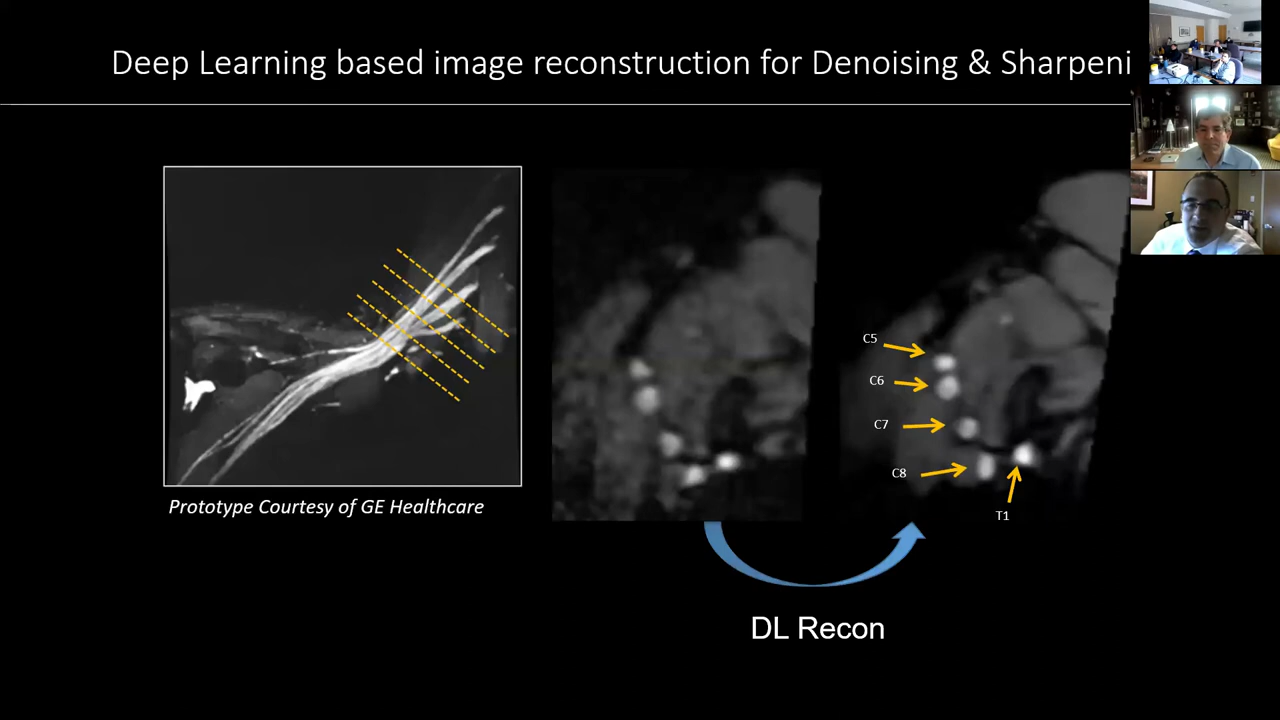 Deep Learning based image reconstruction for Denoising & Sharpeni
C5
C6
C7
C8
T1
Prototype Courtesy of GE Healthcare
DL Recon